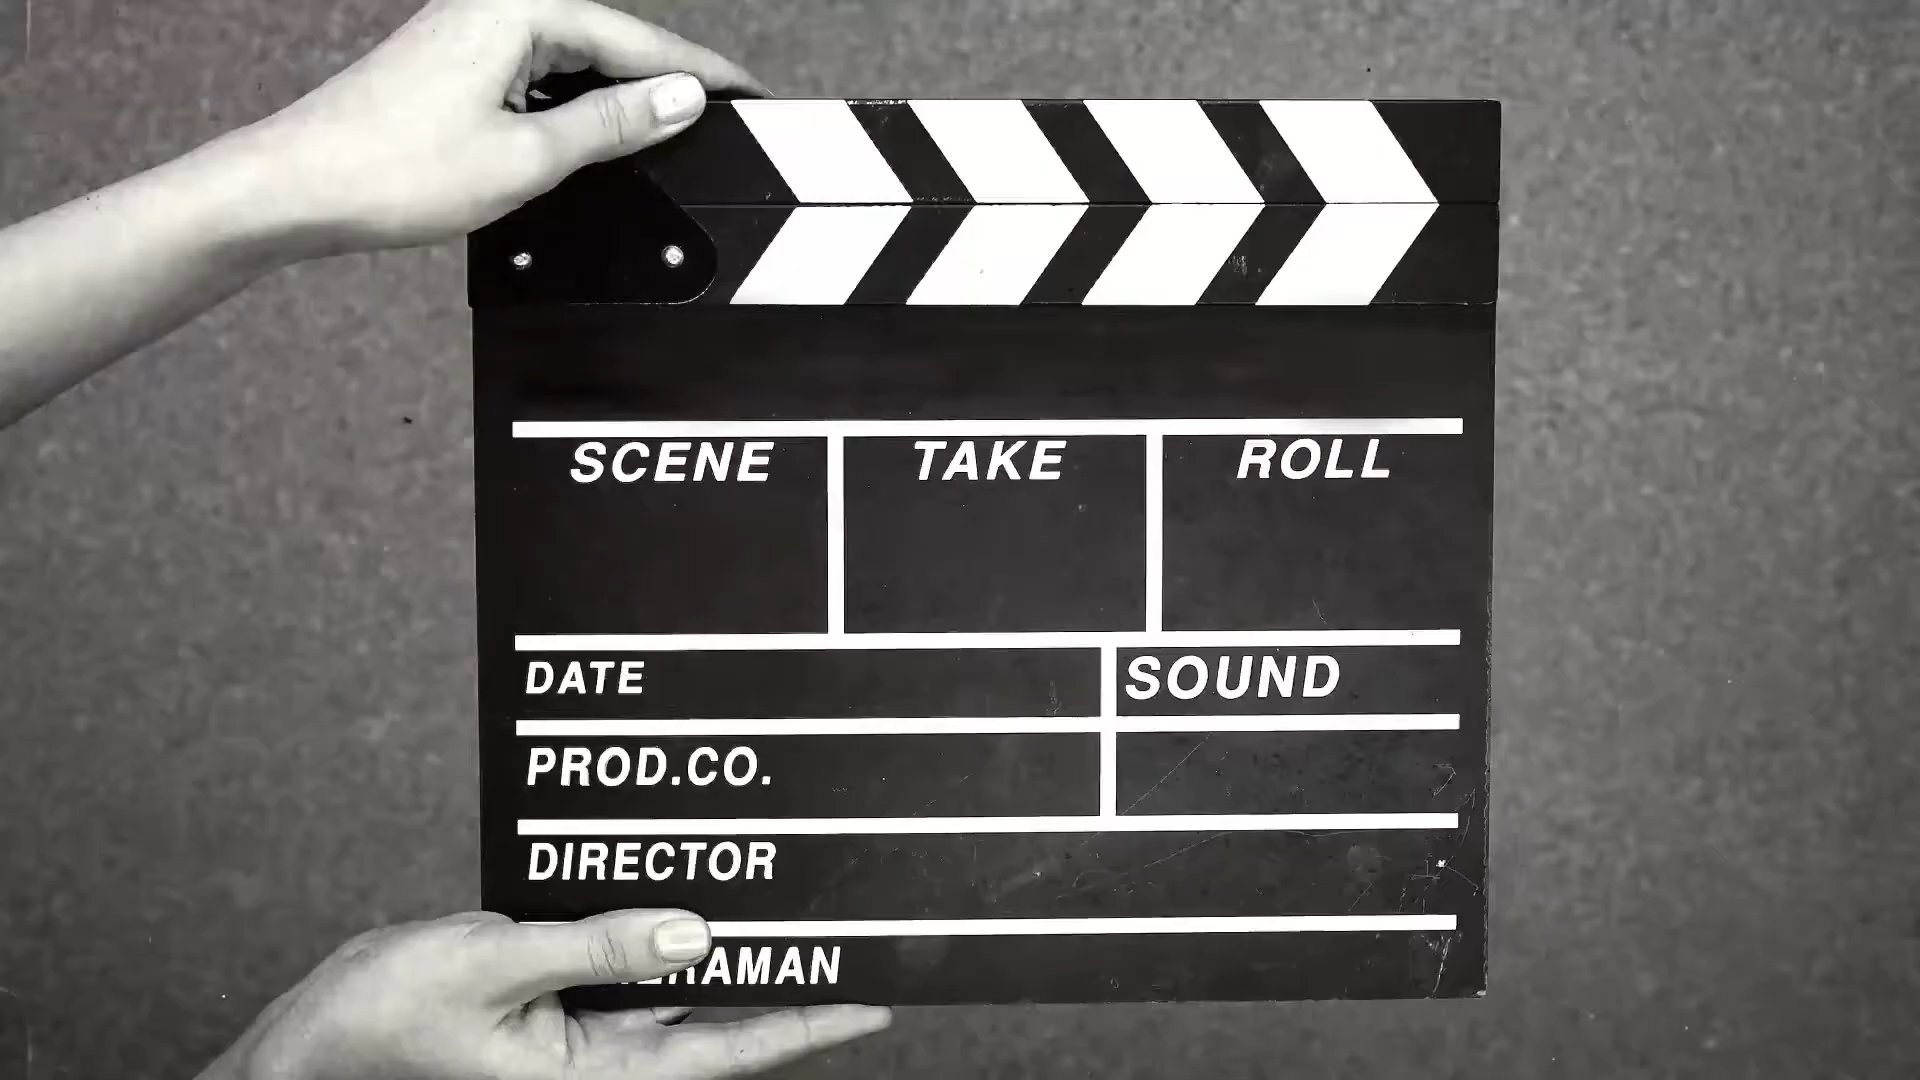 SCENE TAKE ROLL
DATE SOUND
PROD.CO.
DIRECTOR